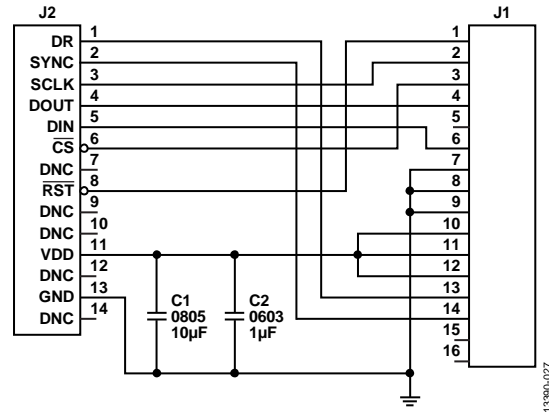 J2
DR 1
SYNC 2
SCLK 3
DOUT 4
DIN 5
CS 6
DNC 7
RST 8
DNC 9
DNC 10
VDD 11
DNC 12
GND 13
DNC 14
C1
0805
10µF
C2
0603
1µF
J1
1
2
3
4
5
6
7
8
9
10
11
12
13
14
15
16
13390-027